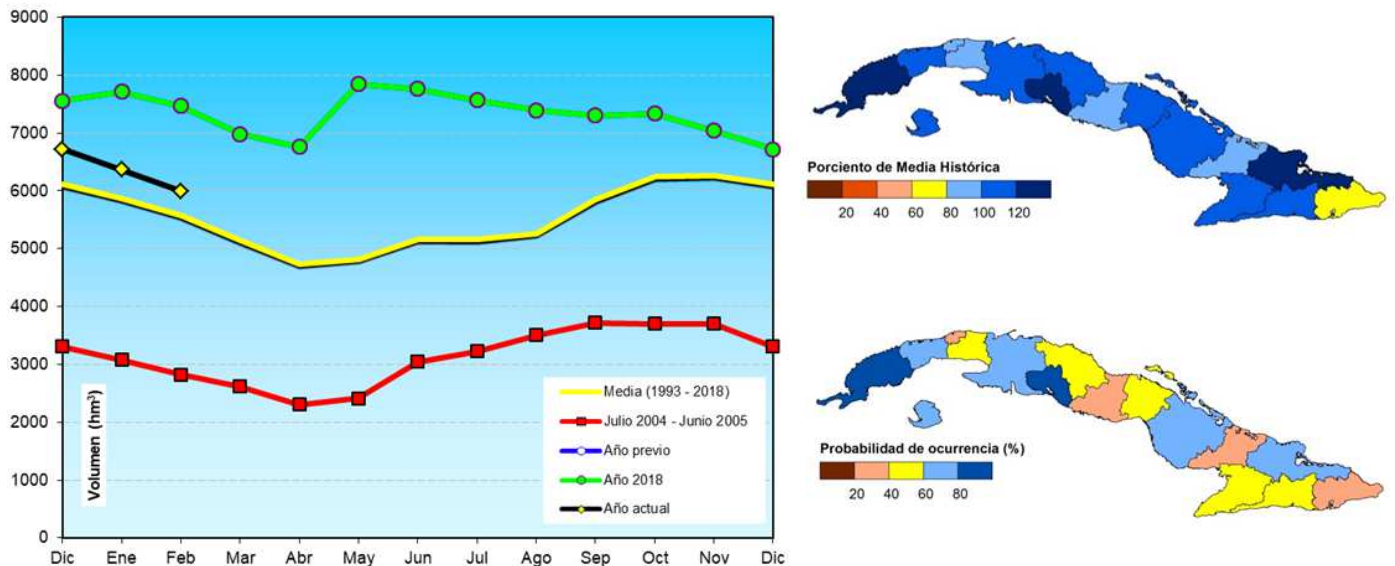 9000
8000
7000
6000
5000
4000
3000
2000
1000
0
Volumen (hm³)
Dic Ene Feb Mar Abr May Jun Jul Ago Sep Oct Nov Dic
Media (1993 - 2018)
Julio 2004 - Junio 2005
Año previo
Año 2018
Año actual
Porciento de Media Histórica
20 40 60 80 100 120
Probabilidad de ocurrencia (%)
20 40 60 80